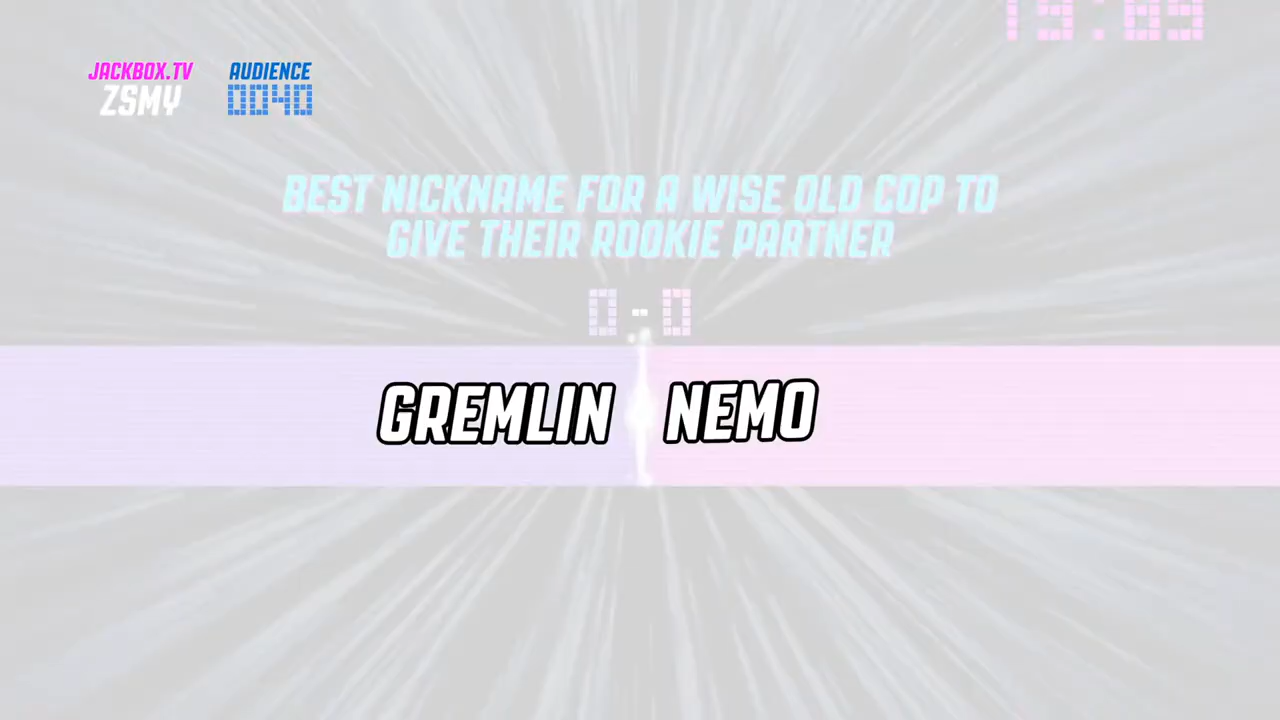 JACKBOX.TV
ZSMY
AUDIENCE
0040
BEST NICKNAME FOR A WISE OLD COP TO
GIVE THEIR ROOKIE PARTNER
0-0
GREMLIN
NEMO